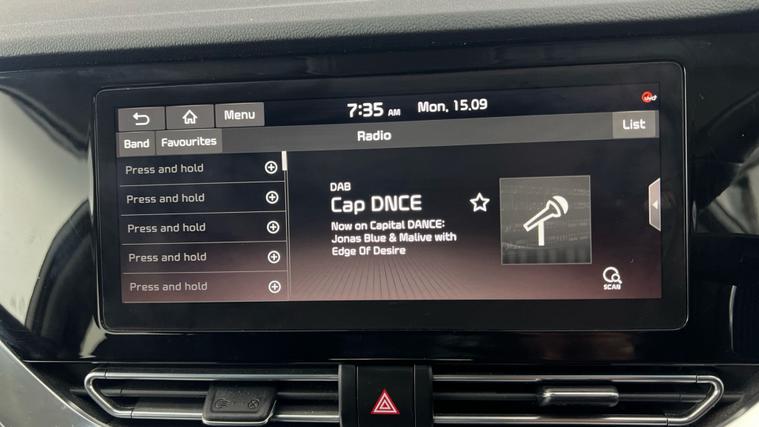 Menu
7:35 AM Mon, 15.09
Band Favourites
Radio
List
Press and hold
Press and hold
Press and hold
Press and hold
Press and hold
DAB
Cap DNCE
Now on Capital DANCE:
Jonas Blue & Malive with
Edge Of Desire
SCAN